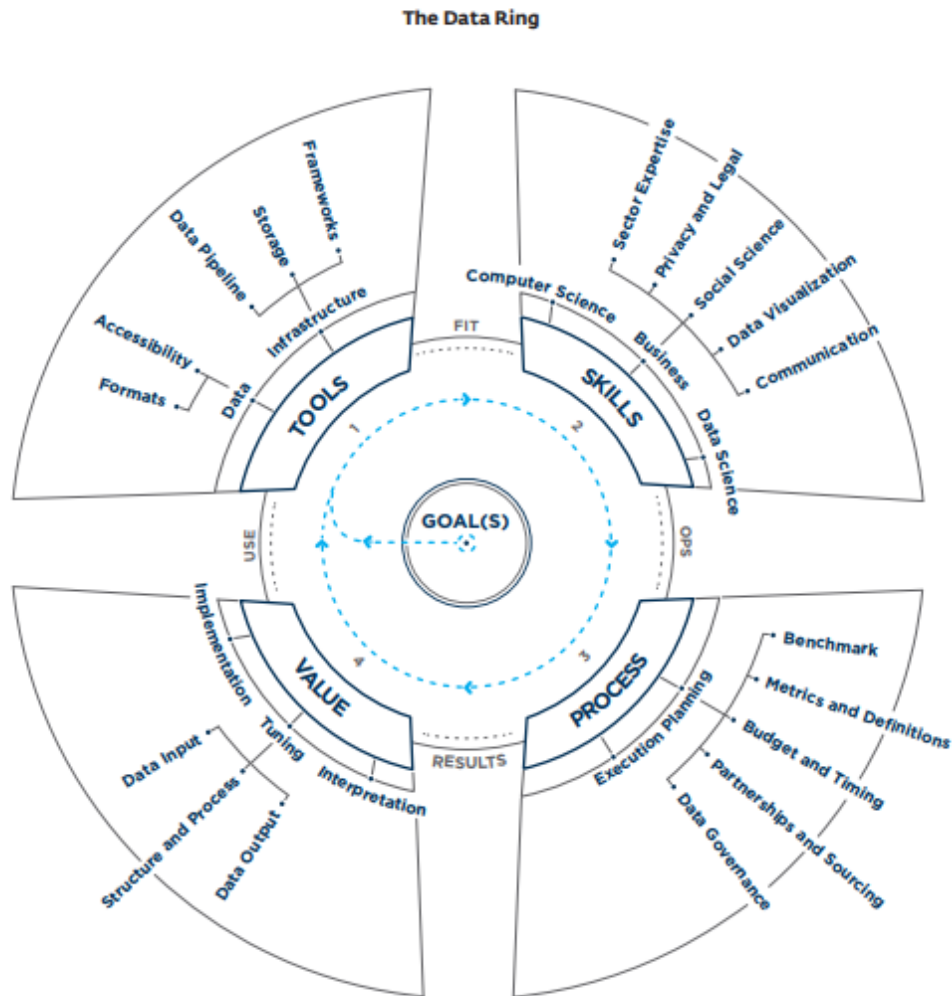 The Data Ring
Frameworks
Storage
Data Pipeline
Infrastructure
Accessibility
Formats
Data
TOOLS
1
FIT
Sector Expertise
Privacy and Legal
Social Science
Data Visualization
Communication
Computer Science
Business
Data Science
SKILLS
2
GOAL(S)
USE
OPS
Implementation
Tuning
Interpretation
Data Input
Structure and Process
Data Output
VALUE
4
RESULTS
3
PROCESS
Execution Planning
Benchmark
Metrics and Definitions
Budget and Timing
Partnerships and Sourcing
Data Governance